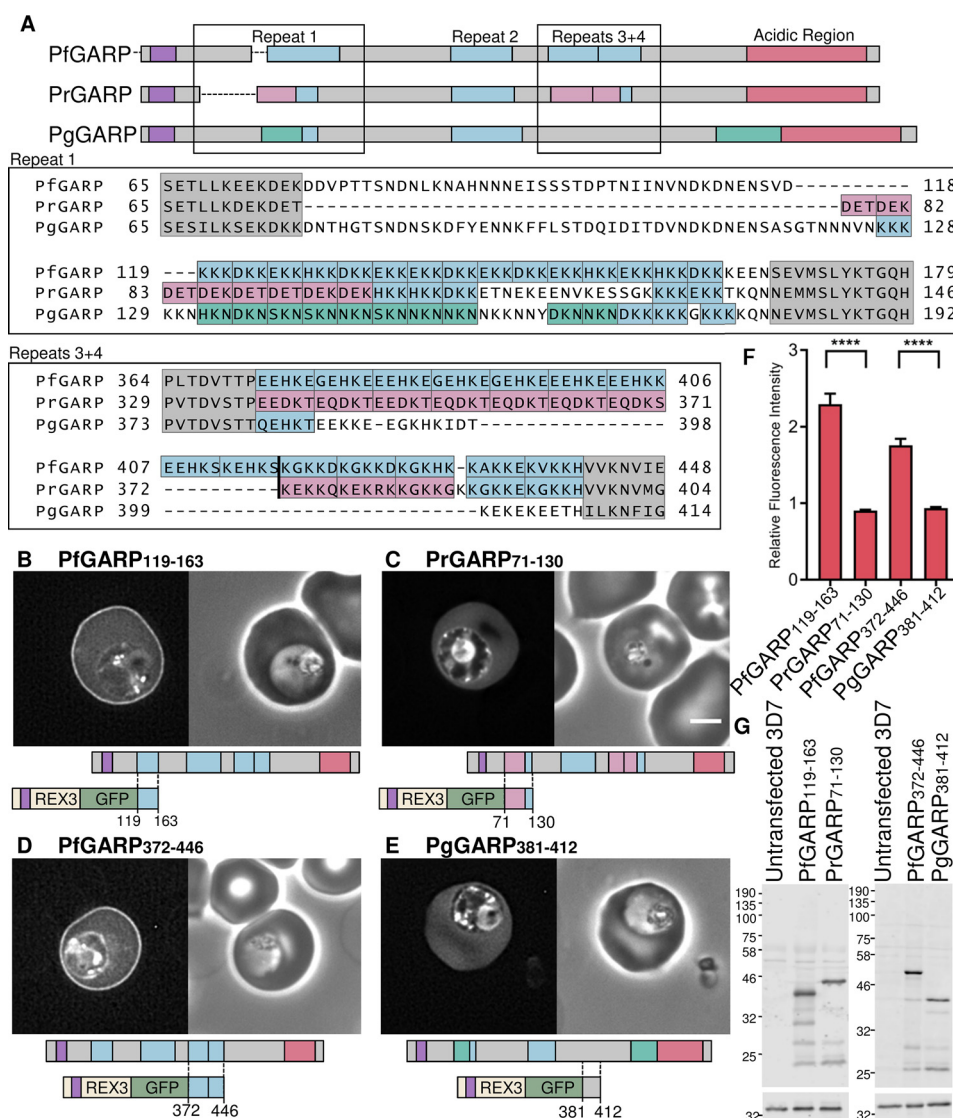 A
Repeat 1 Repeat 2 Repeats 3+4 Acidic Region
PfGARP
PrGARP
PgGARP
Repeat 1
PfGARP 65 SETLLKEEKDEKDDVPTTSNDNLKNAHNNNEISSSTDPTNIINVNDKDNENSVD---------- 118
PrGARP 65 SETLLKDEKDET----------------------------------------------DETDEK 82
PgGARP 65 SESILKSEKDKKDNTHGTSNDNSKDFYENNKFFLSTDQIDITDVNDKDNENSASGTNNNVNKKK 128
PfGARP 119 ---KKKDKKEKKHKKDKKEKKEKKDKKEKKDKKEKKHKKEKKHKKDKKKEENSEVMSLYKTGQH 179
PrGARP 83 DETDEKDETDETDEKDEKHKKHKKDKKETNEKEENVKESSGKKKKEKKTKQNNEMMSLYKTGQH 146
PgGARP 129 KKNHKNDKNSKNSKNNKNSKNNKNNKNKKNNYDKNNKNDKKKKNGKKKKQNNEVMSLYKTGQH 192
Repeats 3+4
PfGARP 364 PLTDVTTPEEHKEGEHKEEEHKEGEHKEGEHKEEEHKEEEHKK 406
PrGARP 329 PVTDVSTPEEDKTEQDKTEEDKTEQDKTEQDKTEQDKTEQDKS 371
PgGARP 373 PVTDVSTTQEHKTEEKKE-EGKHKIDT---------------- 398
PfGARP 407 EEHKSKEHKSKGKKDKGKKDKGKHK-KAKKEKVKKHVVKNVIE 448
PrGARP 372 ----------KEKKQKEKRKKGKKGKKGKKEKGKKHVVKNVMG 404
PgGARP 399 ---------------------------KEKEKEETHILKNFIG 414
F
Relative Fluorescence Intensity
3
2
1
0
**** ****
PfGARP119-163
PrGARP71-130
PfGARP372-446
PgGARP381-412
B PfGARP119-163
C PrGARP71-130
REX3 GFP
119 163
REX3 GFP
71 130
D PfGARP372-446
E PgGARP381-412
REX3 GFP
372 446
REX3 GFP
381 412
G
Untransfected 3D7
PfGARP119-163
PrGARP71-130
Untransfected 3D7
PfGARP372-446
PgGARP381-412
190
135
100
75
58
46
32
25
32
190
135
100
75
58
46
32
25
32